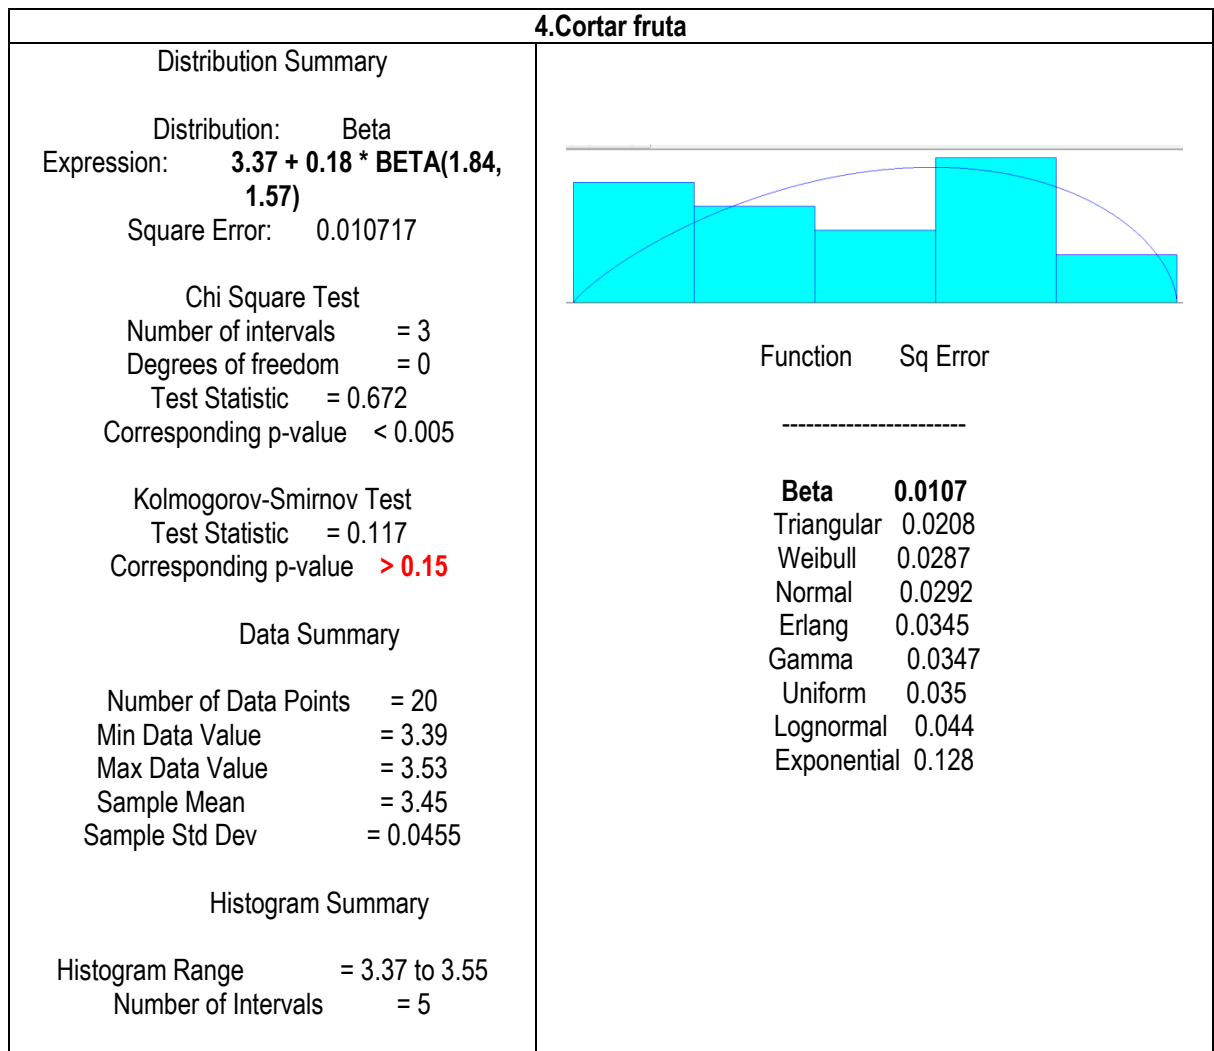 4.Cortar fruta
Distribution Summary
Distribution: Beta
Expression: 3.37 + 0.18 * BETA(1.84,
1.57)
Square Error: 0.010717
Chi Square Test
Number of intervals = 3
Degrees of freedom = 0
Test Statistic = 0.672
Corresponding p-value < 0.005
Kolmogorov-Smirnov Test
Test Statistic = 0.117
Corresponding p-value > 0.15
Data Summary
Number of Data Points = 20
Min Data Value = 3.39
Max Data Value = 3.53
Sample Mean = 3.45
Sample Std Dev = 0.0455
Histogram Summary
Histogram Range = 3.37 to 3.55
Number of Intervals = 5
Function Sq Error
-----------------------
Beta 0.0107
Triangular 0.0208
Weibull 0.0287
Normal 0.0292
Erlang 0.0345
Gamma 0.0347
Uniform 0.035
Lognormal 0.044
Exponential 0.128